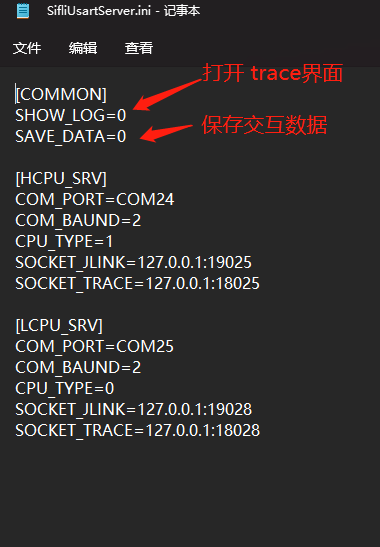 SifliUsartServer.ini - 记事本
文件 编辑 查看
[COMMON]
打开 trace界面
SHOW_LOG=0
保存交互数据
SAVE_DATA=0
[HCPU_SRV]
COM_PORT=COM24
COM_BAUND=2
CPU_TYPE=1
SOCKET_JLINK=127.0.0.1:19025
SOCKET_TRACE=127.0.0.1:18025
[LCPU_SRV]
COM_PORT=COM25
COM_BAUND=2
CPU_TYPE=0
SOCKET_JLINK=127.0.0.1:19028
SOCKET_TRACE=127.0.0.1:18028